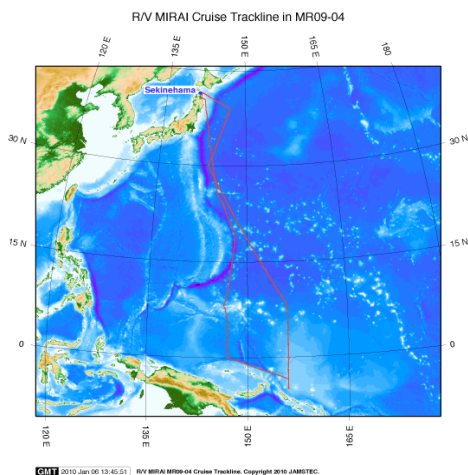 R/V MIRAI Cruise Trackline in MR09-04
120 E
135 E
150 E
165 E
180
Sekinehama
30 N
30 N
15 N
15 N
0
0
120 E
135 E
150 E
165 E
GMT 2010 Jan 06 13:45:51 R/V MIRAI MR09-04 Cruise Trackline. Copyright 2010 JAMSTEC.